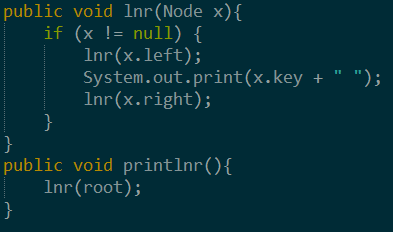 public void lnr(Node x){
    if (x != null) {
        lnr(x.left);
        System.out.print(x.key + " ");
        lnr(x.right);
    }
}
public void printlnr(){
    lnr(root);
}